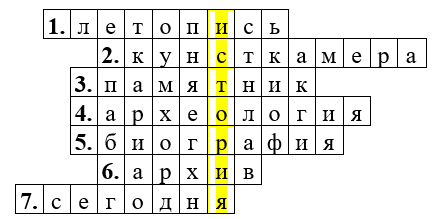 1. летопись
2. кунсткамера
3. памятник
4. археология
5. биография
6. архив
7. сегодня